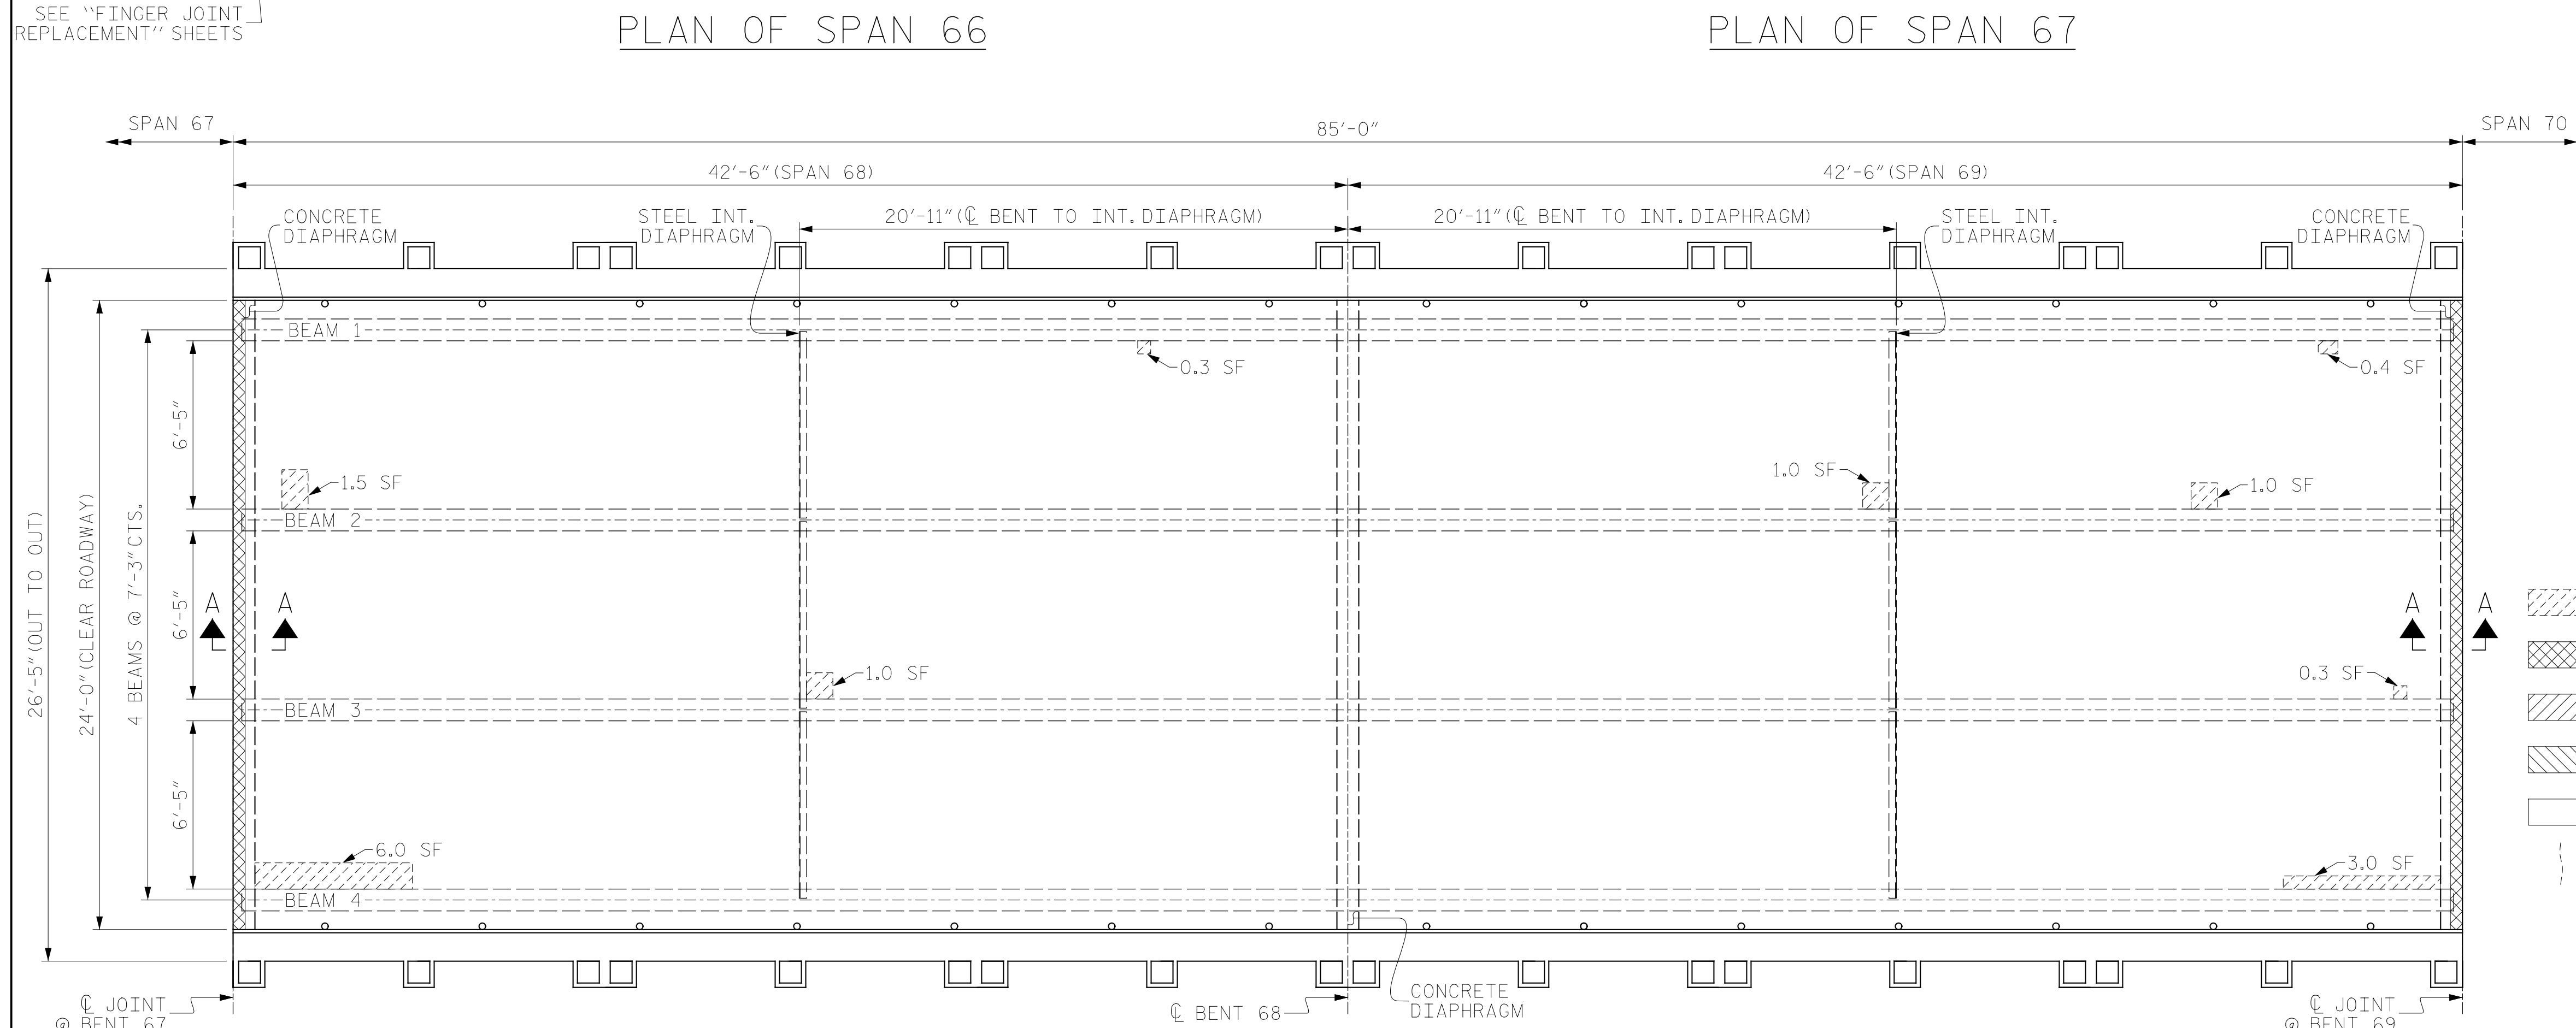 SEE "FINGER JOINT
REPLACEMENT" SHEETS
PLAN OF SPAN 66
PLAN OF SPAN 67
SPAN 67
85'-0"
SPAN 70
42'-6" (SPAN 68)
42'-6" (SPAN 69)
CONCRETE
DIAPHRAGM
STEEL INT.
DIAPHRAGM
20'-11" (℄ BENT TO INT. DIAPHRAGM)
20'-11" (℄ BENT TO INT. DIAPHRAGM)
STEEL INT.
DIAPHRAGM
CONCRETE
DIAPHRAGM
BEAM 1
0.3 SF
0.4 SF
6'-5"
1.5 SF
1.0 SF
1.0 SF
BEAM 2
26'-5" (OUT TO OUT)
24'-0" (CLEAR ROADWAY)
4 BEAMS @ 7'-3" CTS.
6'-5"
A
A
A
A
1.0 SF
0.3 SF
BEAM 3
6'-5"
6.0 SF
3.0 SF
BEAM 4
℄ JOINT
@ BENT 67
℄ BENT 68
CONCRETE
DIAPHRAGM
℄ JOINT
@ BENT 69